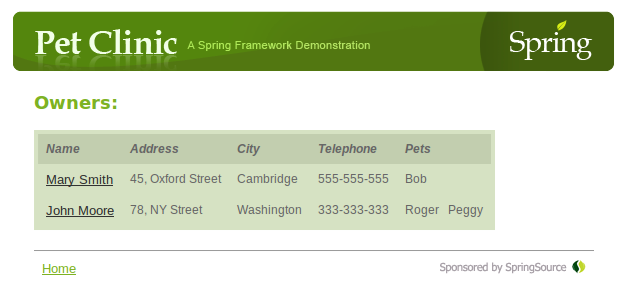 Pet Clinic A Spring Framework Demonstration Spring
Owners:
Name Address City Telephone Pets
Mary Smith 45, Oxford Street Cambridge 555-555-555 Bob
John Moore 78, NY Street Washington 333-333-333 Roger Peggy
Home Sponsored by SpringSource